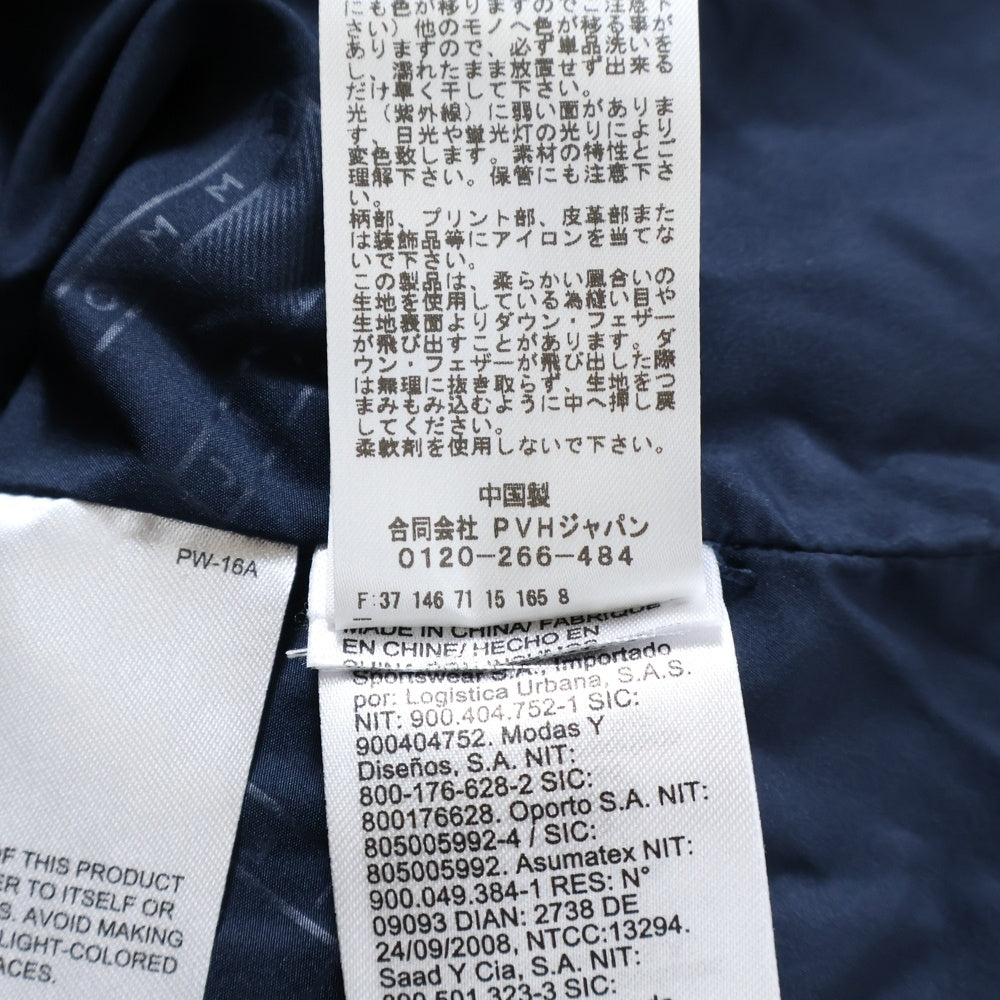 さい）他のモノへ色がご移る事が
ありますので、必ず単品洗いをる
し、濡れたまま放置せず出来る
だけ早く干して下さい。
光（紫外線）に弱い面がありま
す、日光や蛍光灯の光りにより、
変色致します。素材の特性とご
理解下さい。保管にも注意下さ
い。
柄部、プリント部、皮革部また
は装飾品等にアイロンを当てな
いで下さい。
この製品は、柔らかい風合いの
生地を使用している為縫い目や
生地表面よりダウン・フェザー
が飛び出すことがあります。ダ
ウン・フェザーが飛び出した際
は無理に抜き取らず、生地をつ
まみもみ込むように中へ押し戻
してください。
柔軟剤を使用しないで下さい。
中国製
合同会社 PVHジャパン
0120-266-484
F:37 146 71 15 165 8
PW-16A
OF THIS PRODUCT
TO ITSELF OR
AVOID MAKING
LIGHT-COLORED
MADE IN CHINA/ FABRIQUE
EN CHINE/ HECHO EN
Sportswear S.A., Importado
por: Logística Urbana, S.A.S.
NIT: 900.404.752-1 SIC:
900404752. Modas Y
Diseños, S.A. NIT:
800-176-628-2 SIC:
800176628. Oporto S.A. NIT:
805005992-4 / SIC:
805005992. Asumatex NIT:
900.049.384-1 RES: N°
09093 DIAN: 2738 DE
24/09/2008, NTCC:13294.
Saad Y Cia, S.A. NIT:
800.501.323-3 SIC: